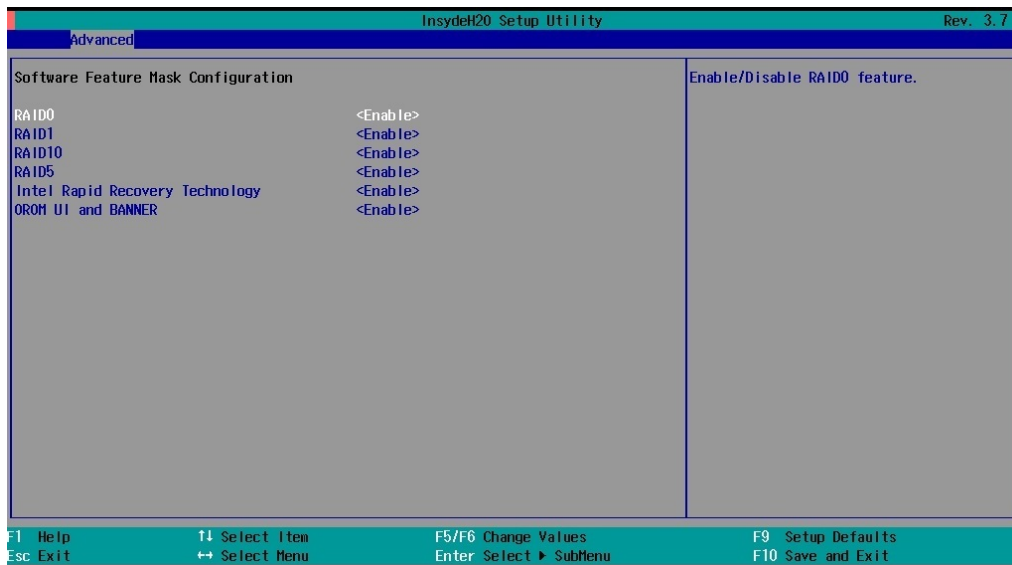 InsydeH20 Setup Utility Rev. 3.7
Advanced
Software Feature Mask Configuration
Enable/Disable RAID0 feature.
RAID0 <Enable>
RAID1 <Enable>
RAID10 <Enable>
RAID5 <Enable>
Intel Rapid Recovery Technology <Enable>
OROM UI and BANNER <Enable>
F1 Help ↑↓ Select Item F5/F6 Change Values F9 Setup Defaults
Esc Exit ↔ Select Menu Enter Select ▶ SubMenu F10 Save and Exit